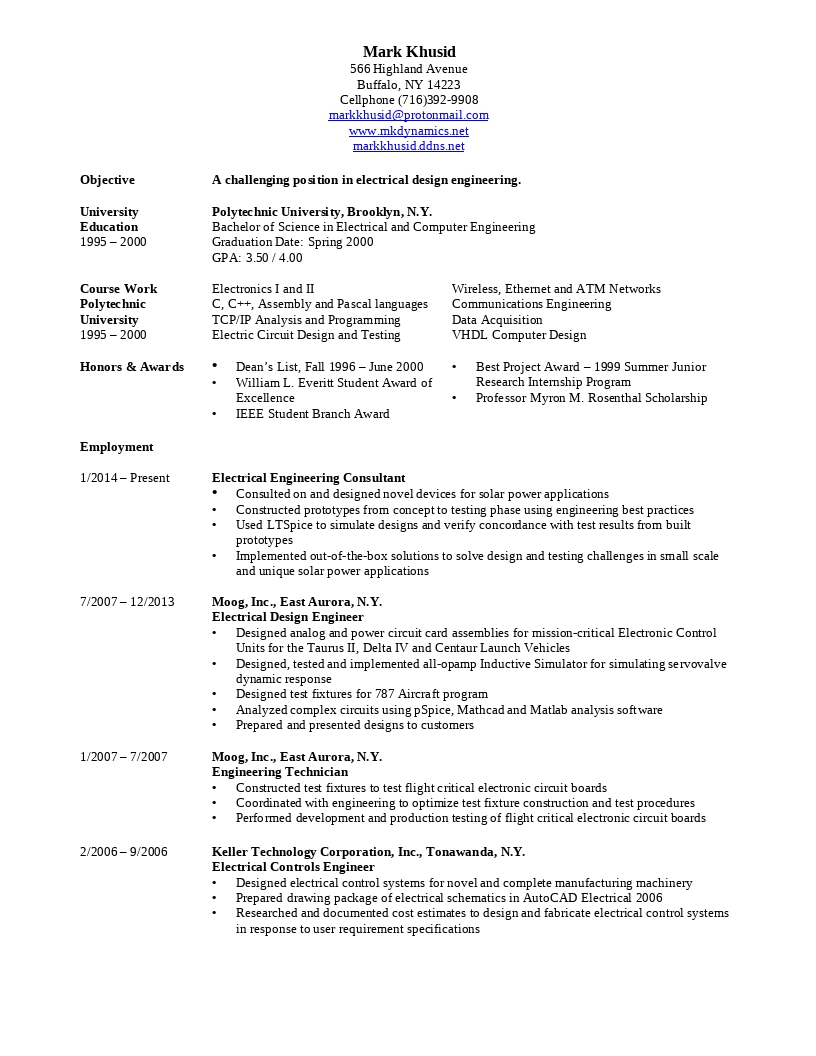 Mark Khusid
566 Highland Avenue
Buffalo, NY 14223
Cellphone (716)392-9908
markkhusid@protonmail.com
www.mkdynamics.net
markkhusid.ddns.net
Objective A challenging position in electrical design engineering.
University Polytechnic University, Brooklyn, N.Y.
Education Bachelor of Science in Electrical and Computer Engineering
1995 – 2000 Graduation Date: Spring 2000
GPA: 3.50 / 4.00
Course Work Electronics I and II Wireless, Ethernet and ATM Networks
Polytechnic C, C++, Assembly and Pascal languages Communications Engineering
University TCP/IP Analysis and Programming Data Acquisition
1995 – 2000 Electric Circuit Design and Testing VHDL Computer Design
Honors & Awards • Dean’s List, Fall 1996 – June 2000 • Best Project Award – 1999 Summer Junior
• William L. Everitt Student Award of Research Internship Program
Excellence • Professor Myron M. Rosenthal Scholarship
• IEEE Student Branch Award
Employment
1/2014 – Present Electrical Engineering Consultant
• Consulted on and designed novel devices for solar power applications
• Constructed prototypes from concept to testing phase using engineering best practices
• Used LTSpice to simulate designs and verify concordance with test results from built
prototypes
• Implemented out-of-the-box solutions to solve design and testing challenges in small scale
and unique solar power applications
7/2007 – 12/2013 Moog, Inc., East Aurora, N.Y.
Electrical Design Engineer
• Designed analog and power circuit card assemblies for mission-critical Electronic Control
Units for the Taurus II, Delta IV and Centaur Launch Vehicles
• Designed, tested and implemented all-opamp Inductive Simulator for simulating servovalve
dynamic response
• Designed test fixtures for 787 Aircraft program
• Analyzed complex circuits using pSpice, Mathcad and Matlab analysis software
• Prepared and presented designs to customers
1/2007 – 7/2007 Moog, Inc., East Aurora, N.Y.
Engineering Technician
• Constructed test fixtures to test flight critical electronic circuit boards
• Coordinated with engineering to optimize test fixture construction and test procedures
• Performed development and production testing of flight critical electronic circuit boards
2/2006 – 9/2006 Keller Technology Corporation, Inc., Tonawanda, N.Y.
Electrical Controls Engineer
• Designed electrical control systems for novel and complete manufacturing machinery
• Prepared drawing package of electrical schematics in AutoCAD Electrical 2006
• Researched and documented cost estimates to design and fabricate electrical control systems
in response to user requirement specifications